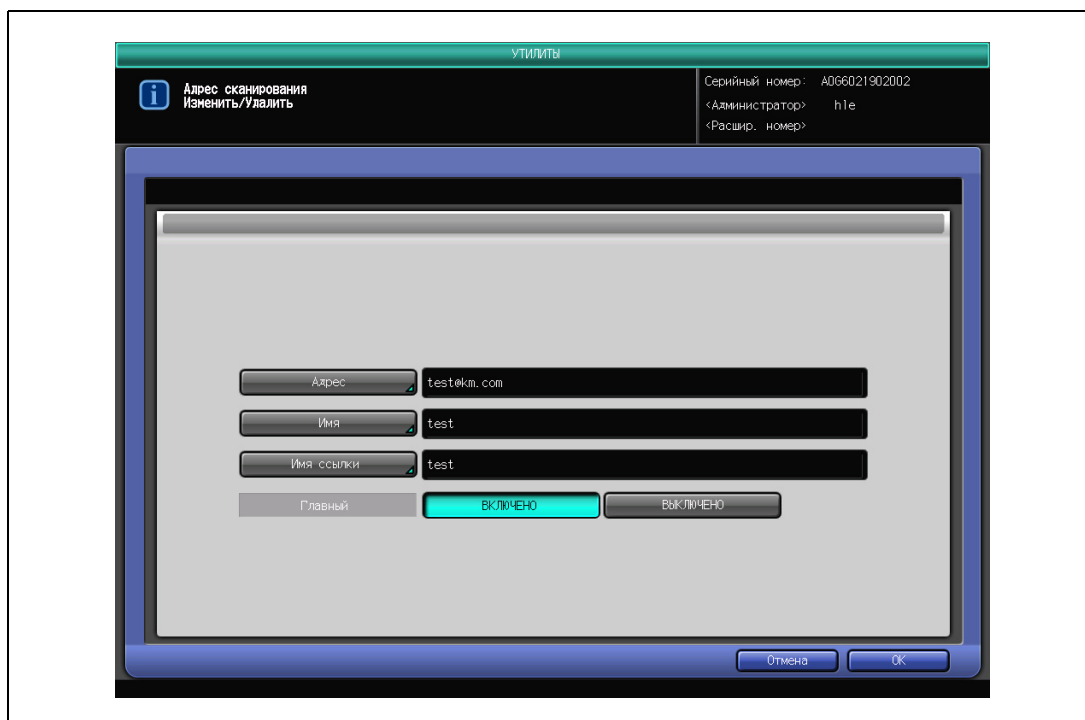 УТИЛИТЫ
Адрес сканирования
Изменить/Удалить
Серийный номер: A0G6021902002
<Администратор> hle
<Расшир. номер>
Адрес test@km.com
Имя test
Имя ссылки test
Главный ВКЛЮЧЕНО ВЫКЛЮЧЕНО
Отмена OK